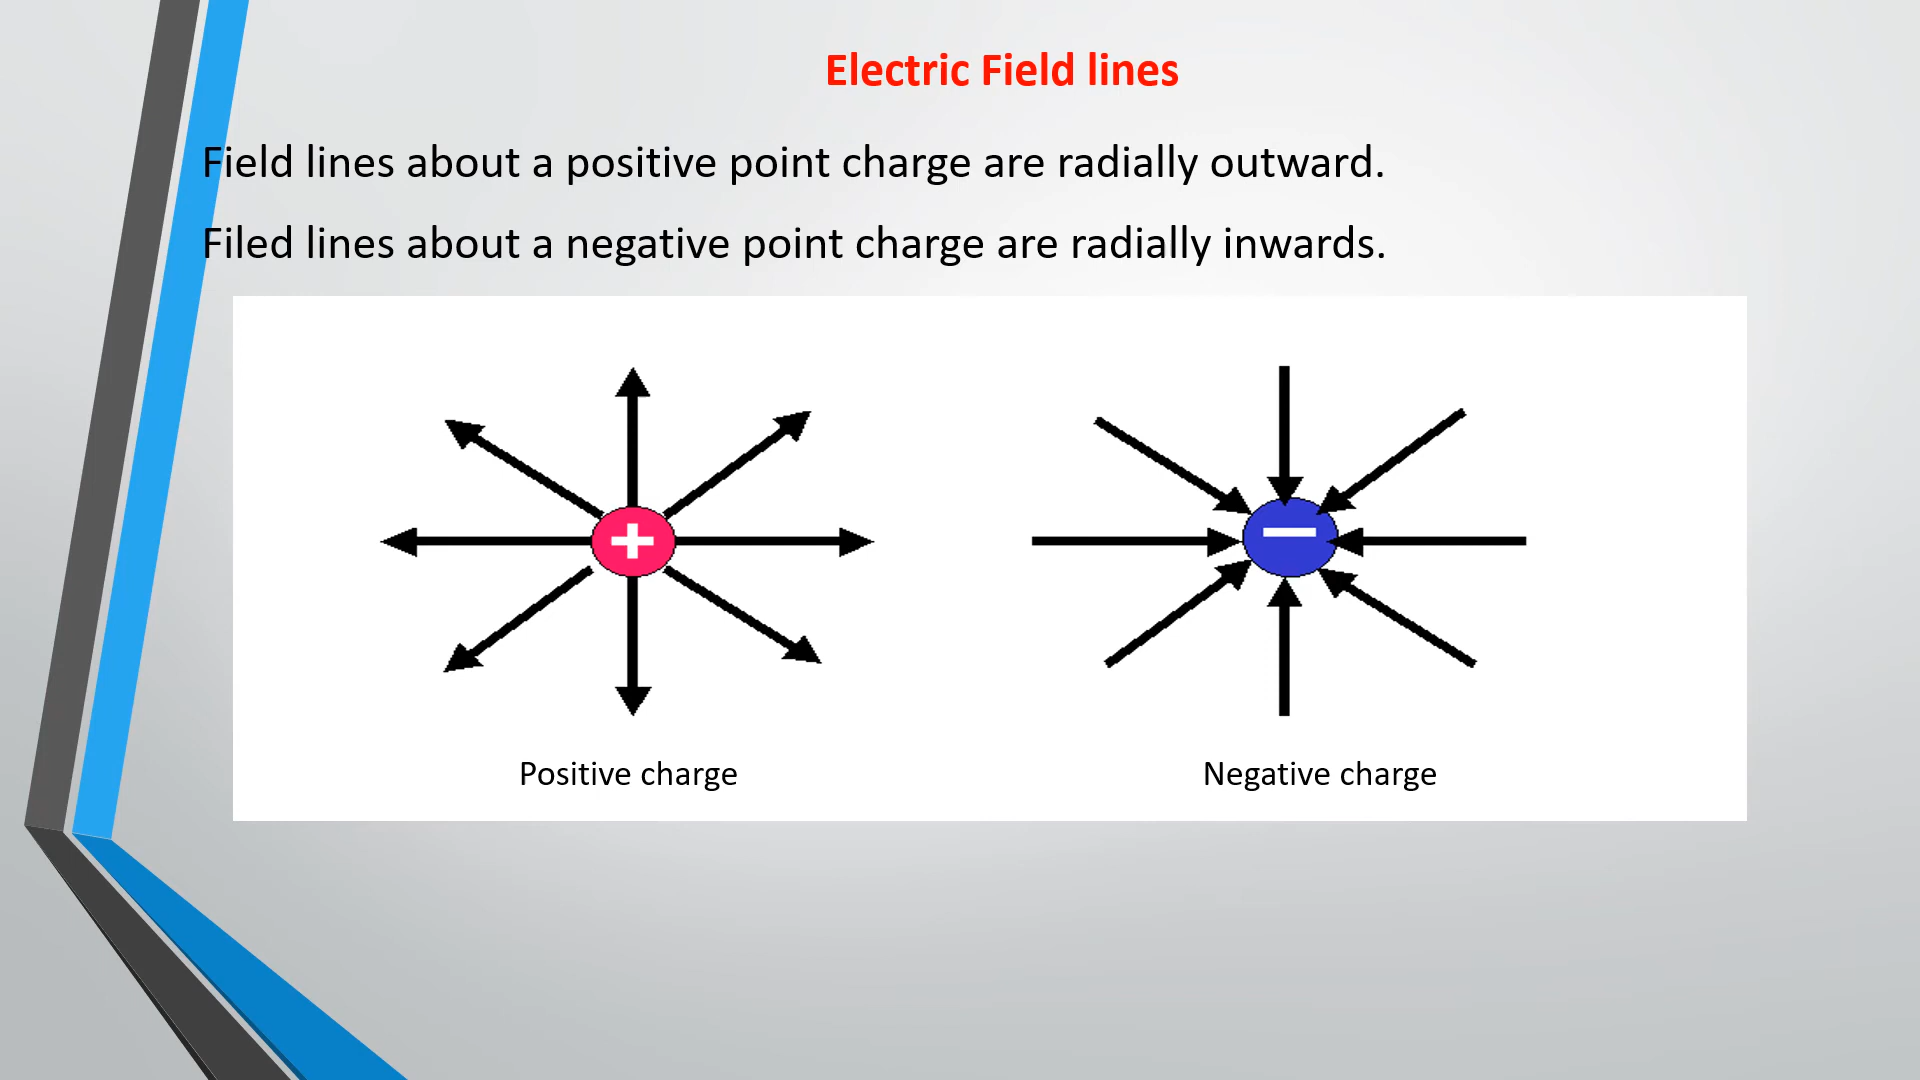 Electric Field lines
Field lines about a positive point charge are radially outward.
Filed lines about a negative point charge are radially inwards.
+
−
Positive charge
Negative charge